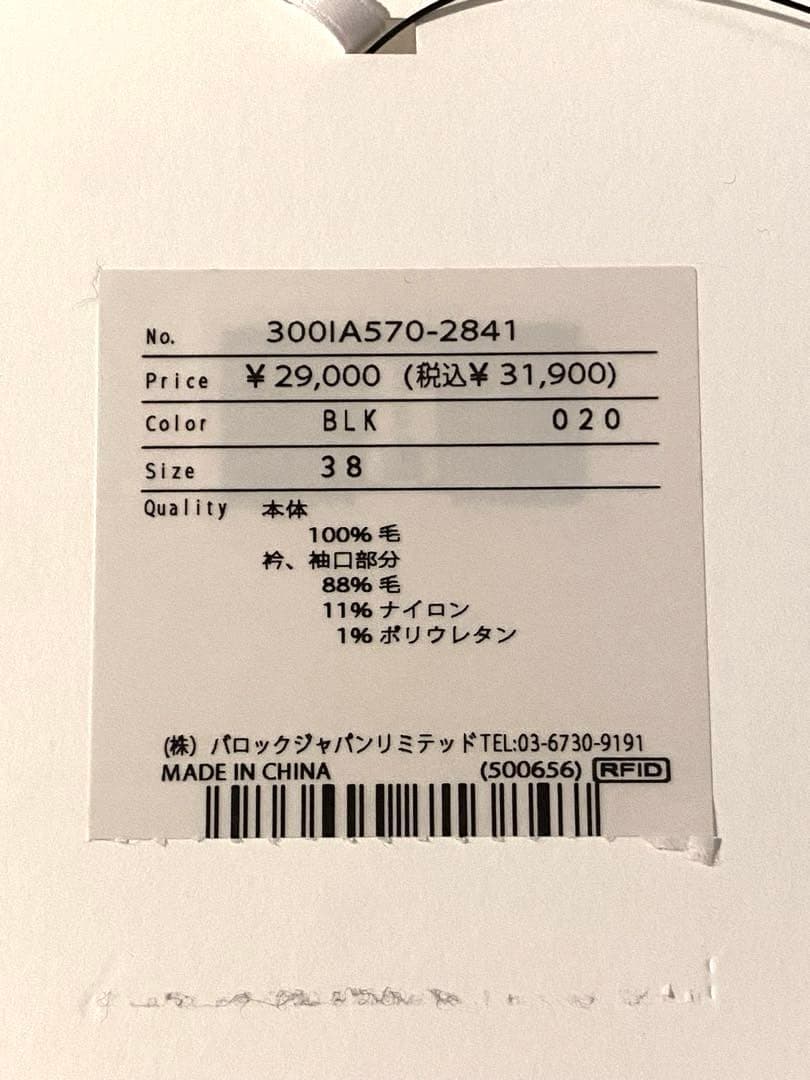 No. 300IA570-2841
Price ¥29,000 (税込¥ 31,900)
Color BLK 020
Size 38
Quality 本体
100% 毛
衿、袖口部分
88% 毛
11% ナイロン
1% ポリウレタン
(株) バロックジャパンリミテッドTEL:03-6730-9191
MADE IN CHINA (500656) RFID